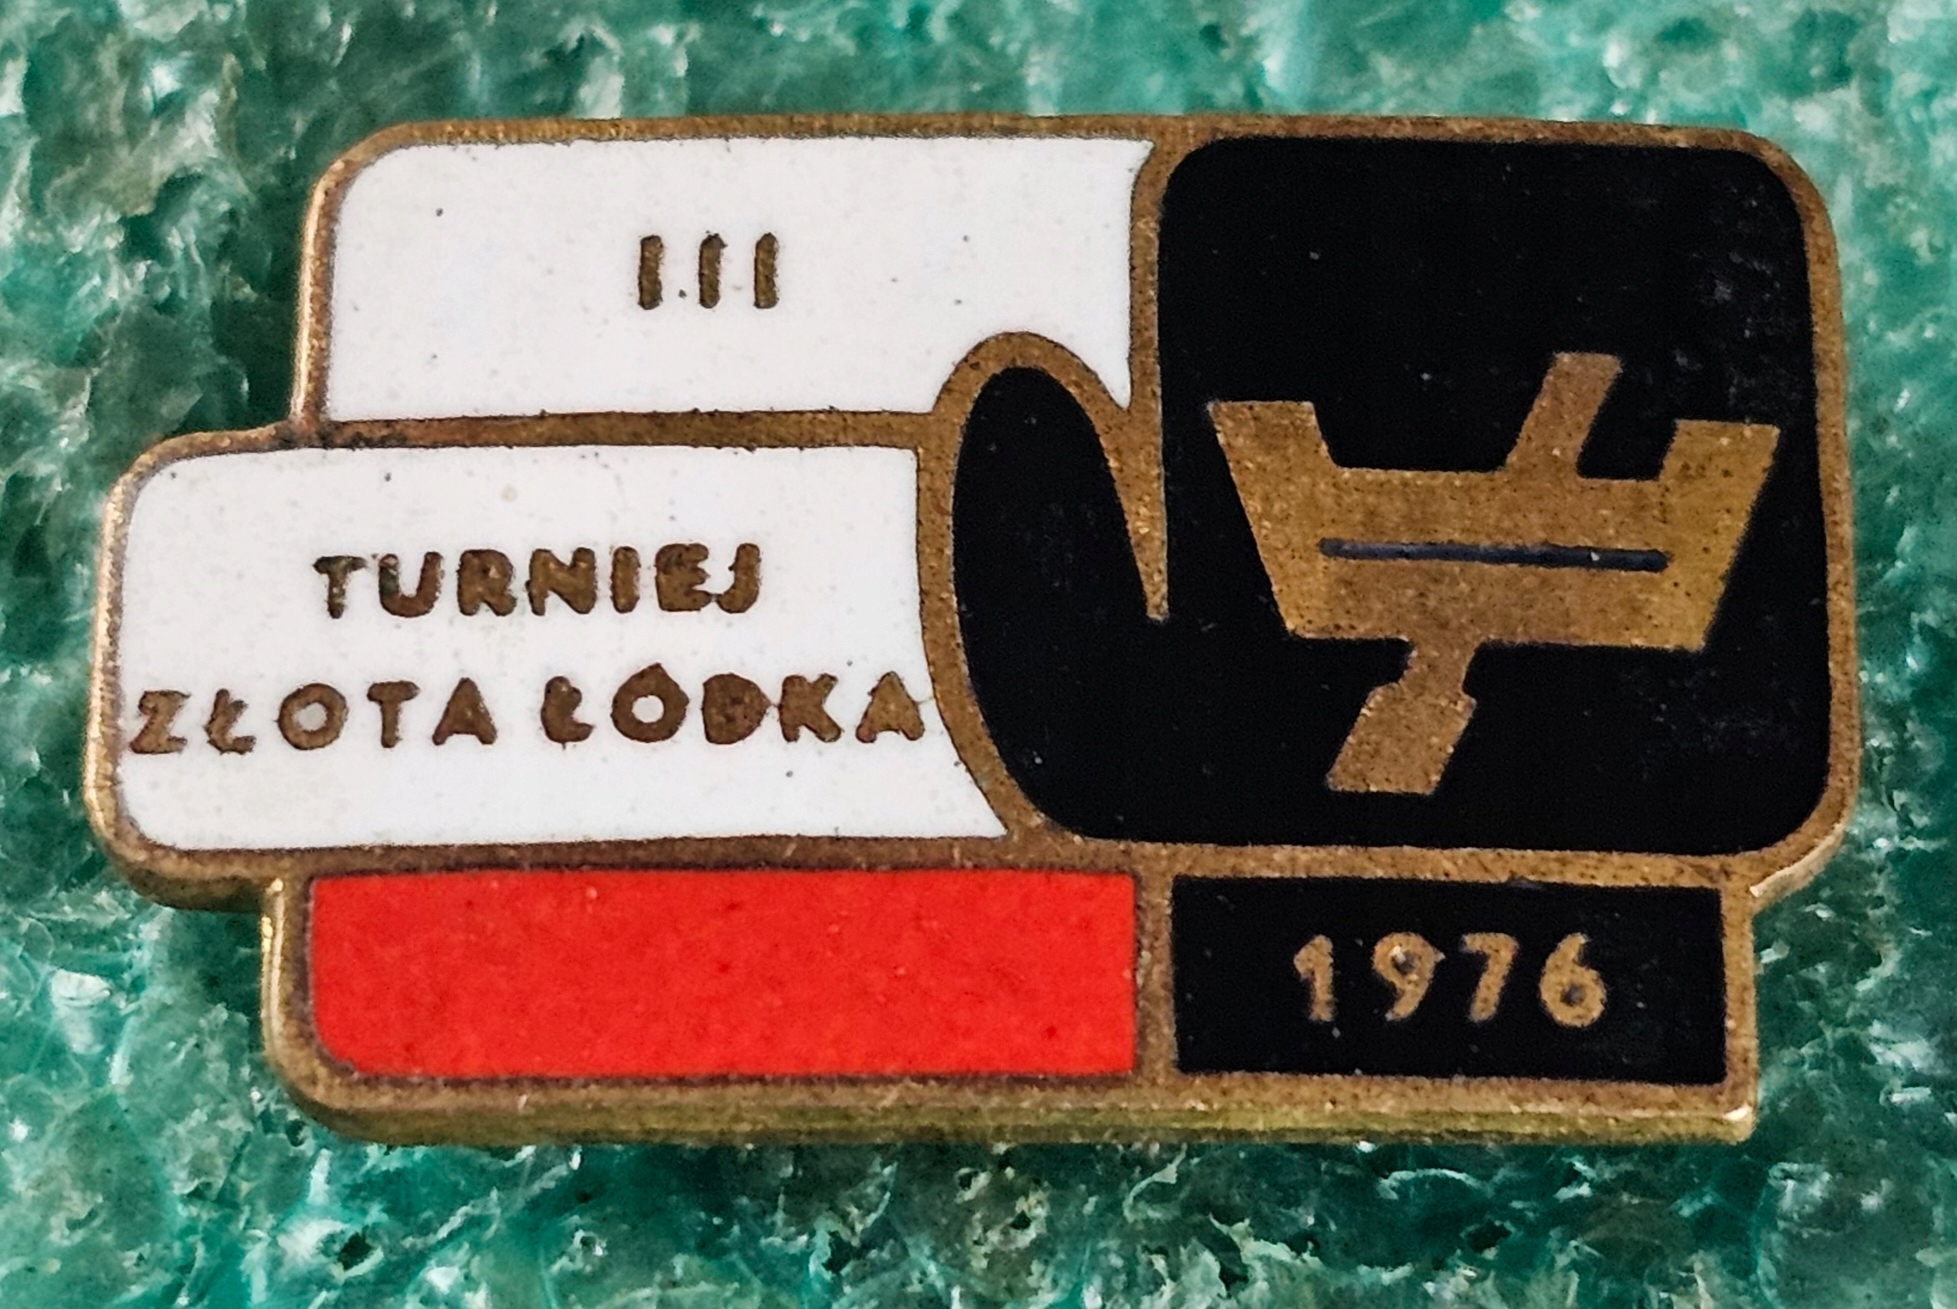 III
TURNIEJ
ZŁOTA ŁÓDKA
1976